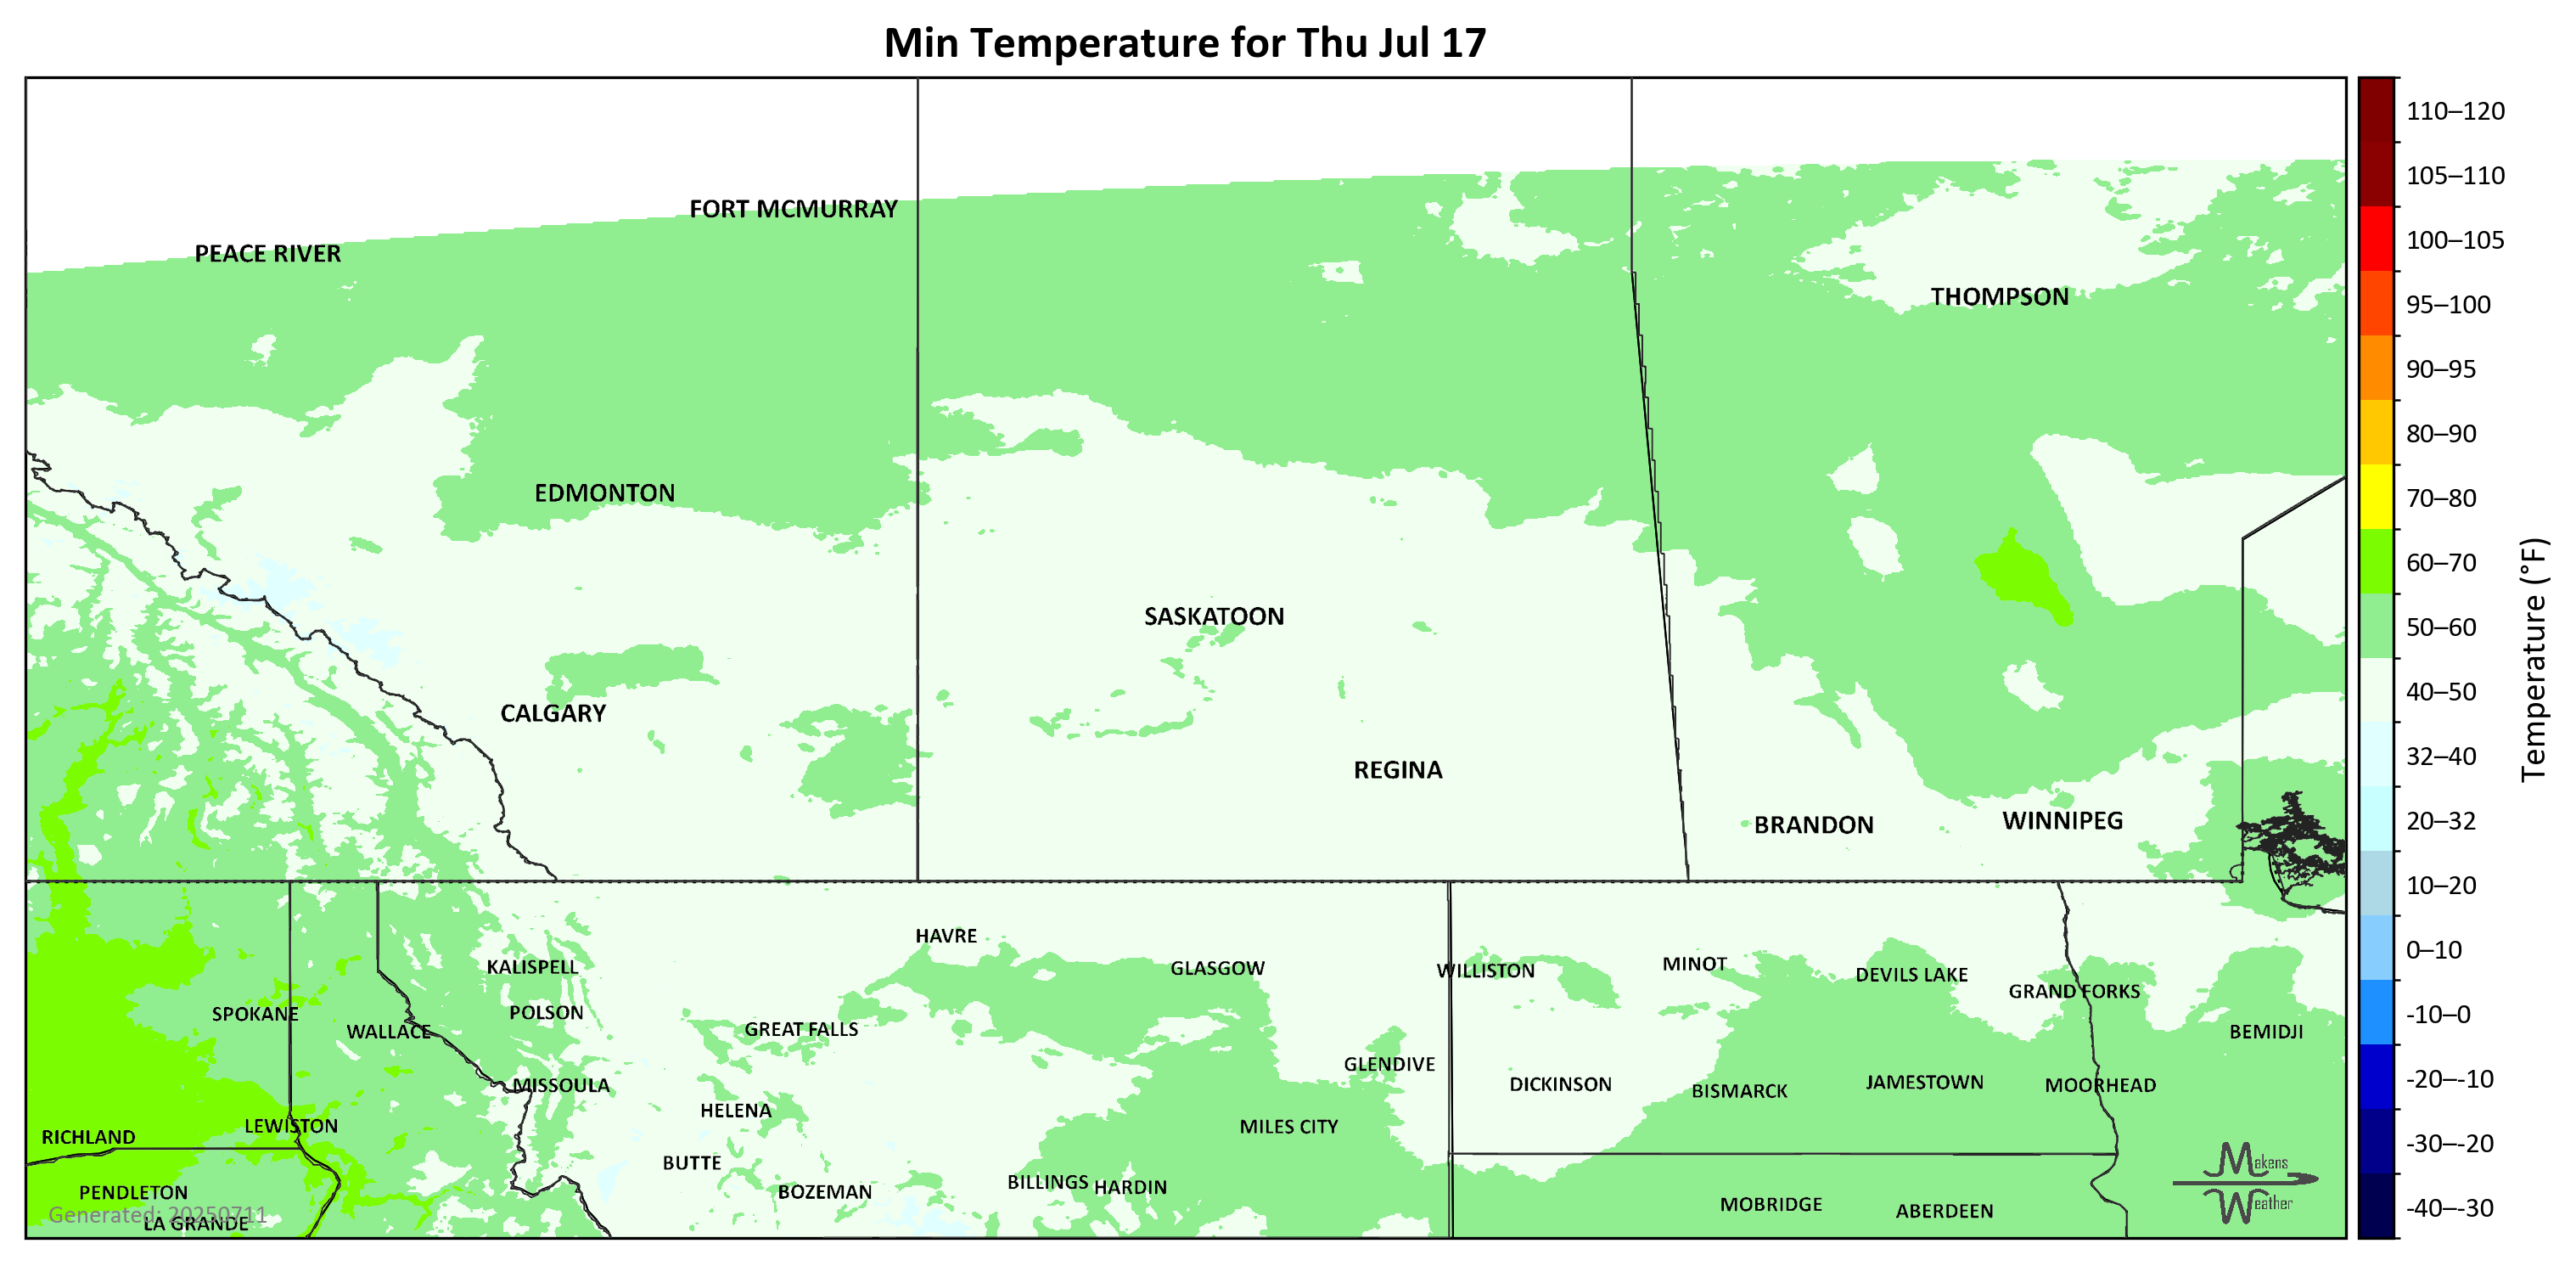 Min Temperature for Thu Jul 17
FORT MCMURRAY
PEACE RIVER
THOMPSON
EDMONTON
SASKATOON
CALGARY
REGINA
BRANDON
WINNIPEG
HAVRE
KALISPELL
GLASGOW
WILLISTON
MINOT
DEVILS LAKE
GRAND FORKS
SPOKANE
POLSON
WALLACE
GREAT FALLS
BEMIDJI
GLENDIVE
MISSOULA
DICKINSON
BISMARCK
JAMESTOWN
MOORHEAD
HELENA
LEWISTON
MILES CITY
RICHLAND
BUTTE
BILLINGS
HARDIN
PENDLETON
BOZEMAN
MOBRIDGE
ABERDEEN
LA GRANDE
Generated: 20250711
Makens
Weather
110–120
105–110
100–105
95–100
90–95
80–90
70–80
60–70
50–60
40–50
32–40
20–32
10–20
0–10
-10–0
-20–-10
-30–-20
-40–-30
Temperature (°F)